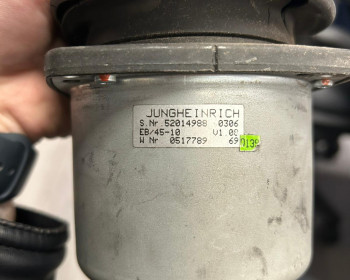 JUNGHEINRICH
S.Nr 52014988 0306
EB/45-10 V1.00
W Nr 0517789 69